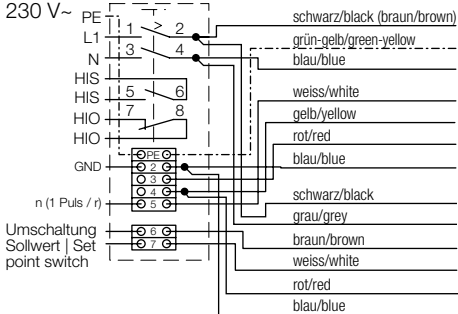 230 V~
PE
L1
N
HIS
HIS
HIO
HIO
GND
n (1 Puls / r)
Umschaltung
Sollwert | Set
point switch
1 2
3 4
5 6
7 8
PE
2
3
4
5
6
7
schwarz/black (braun/brown)
grün-gelb/green-yellow
blau/blue
weiss/white
gelb/yellow
rot/red
blau/blue
schwarz/black
grau/grey
braun/brown
weiss/white
rot/red
blau/blue